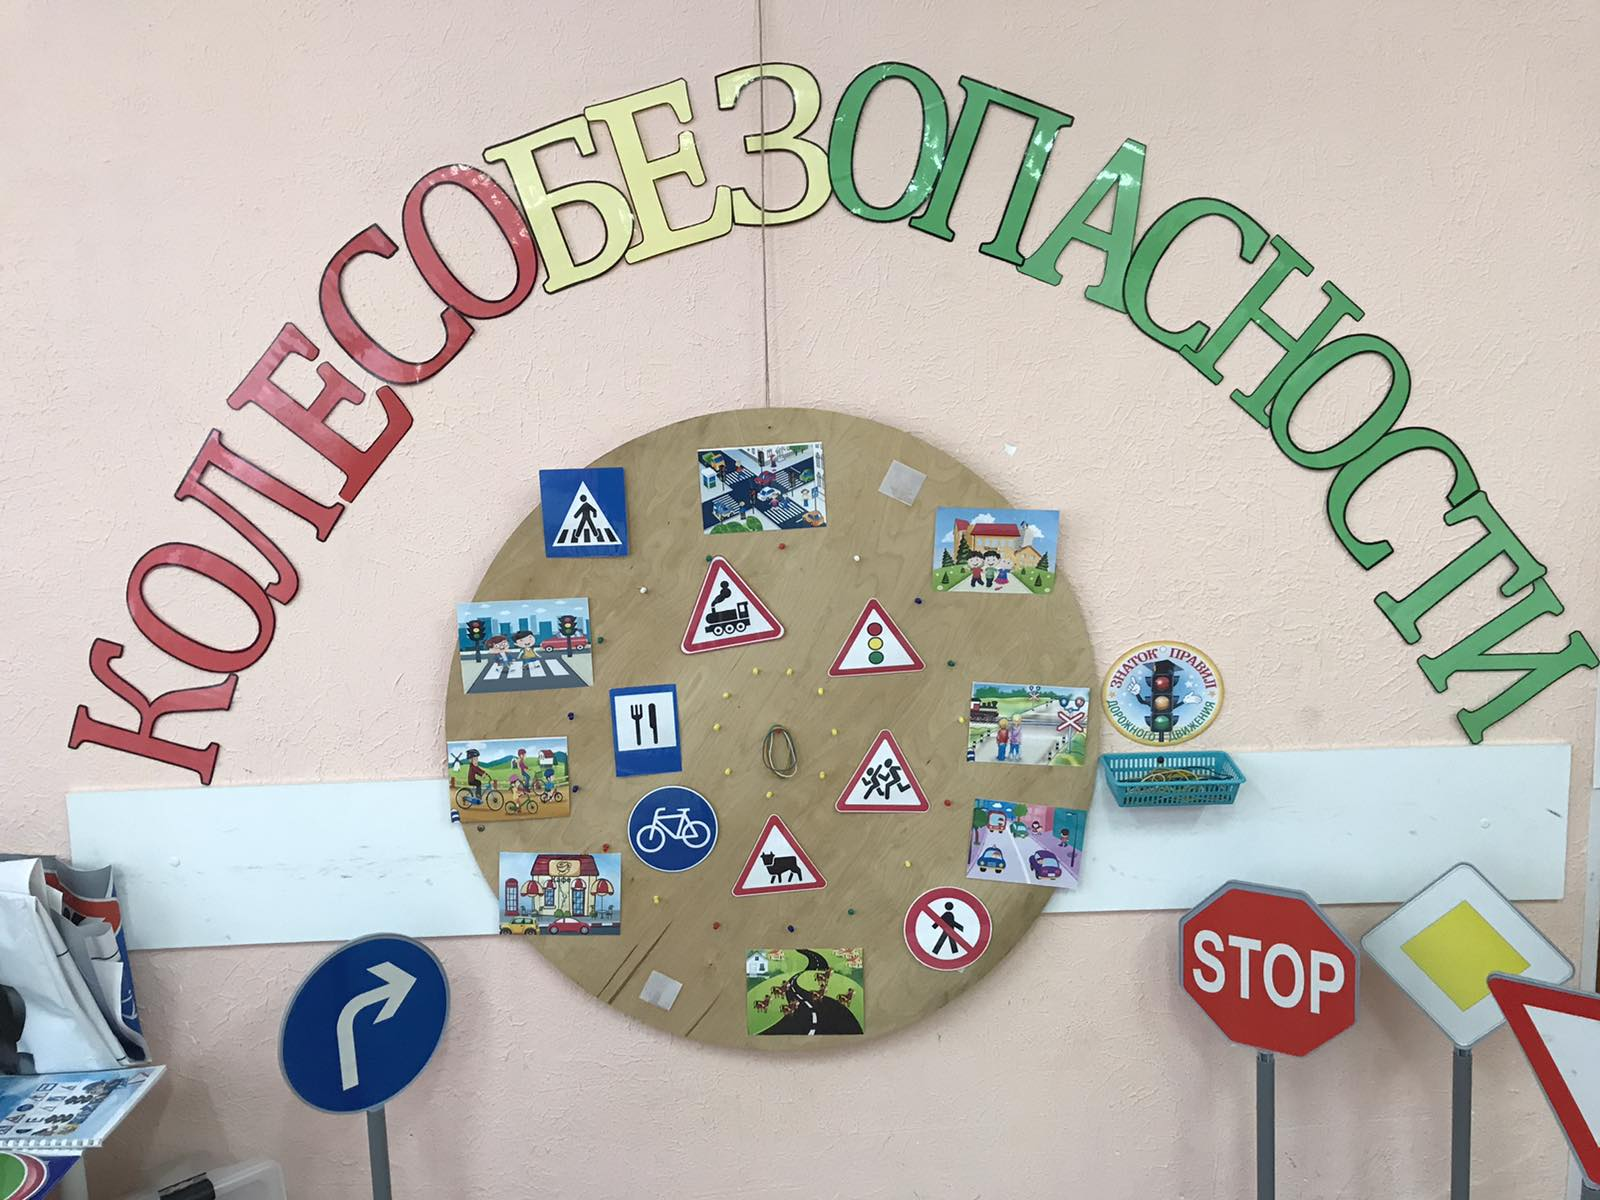 КОЛЕСО БЕЗОПАСНОСТИ
ЗНАТОК ПРАВИЛ
ДОРОЖНОГО ДВИЖЕНИЯ
STOP